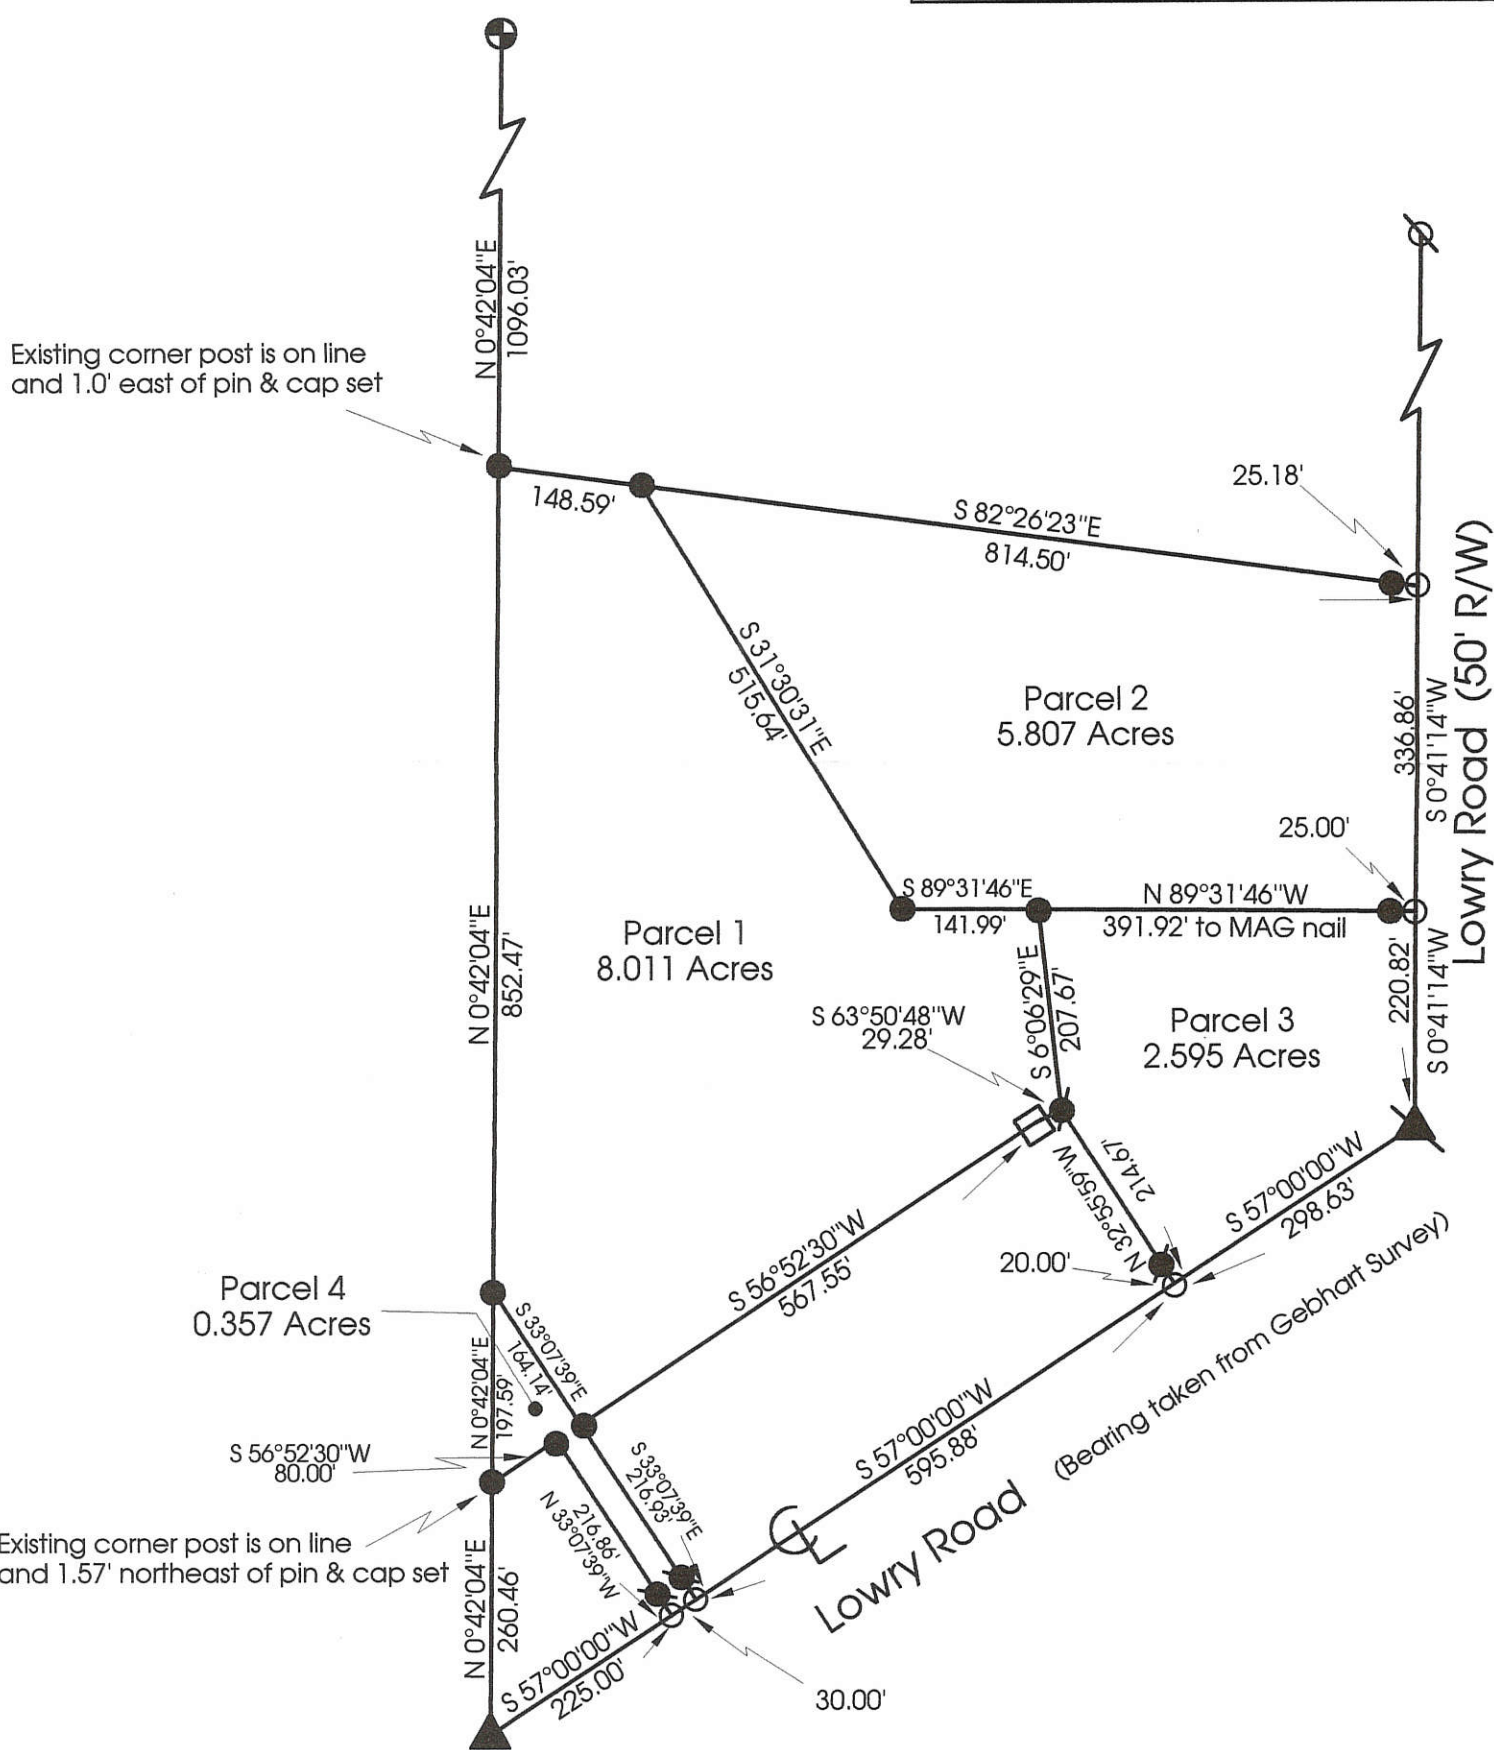 N 0°42'04"E
1096.03'
Existing corner post is on line
and 1.0' east of pin & cap set
148.59'
S 82°26'23"E
814.50'
25.18'
S 31°30'31"E
515.64'
Parcel 2
5.807 Acres
336.86'
S 0°41'14"W
Lowry Road (50' R/W)
25.00'
S 89°31'46"E
141.99'
N 89°31'46"W
391.92' to MAG nail
N 0°42'04"E
852.47'
Parcel 1
8.011 Acres
S 6°06'29"E
207.67'
220.82'
S 0°41'14"W
S 63°50'48"W
29.28'
Parcel 3
2.595 Acres
N 32°55'59"W
214.67'
S 57°00'00"W
298.63'
20.00'
S 56°52'30"W
567.55'
Parcel 4
0.357 Acres
S 33°07'39"E
164.14'
N 0°42'04"E
197.59'
S 56°52'30"W
80.00'
S 33°07'39"E
216.93'
216.86'
N 33°07'39"W
S 57°00'00"W
595.88'
(Bearing taken from Gebhart Survey)
Lowry Road
CL
Existing corner post is on line
and 1.57' northeast of pin & cap set
N 0°42'04"E
260.46'
S 57°00'00"W
225.00'
30.00'